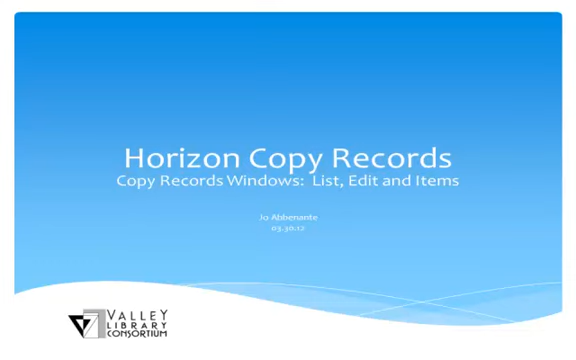 Horizon Copy Records
Copy Records Windows: List, Edit and Items
Jo Abbenante
03.30.12
VALLEY
LIBRARY
CONSORTIUM